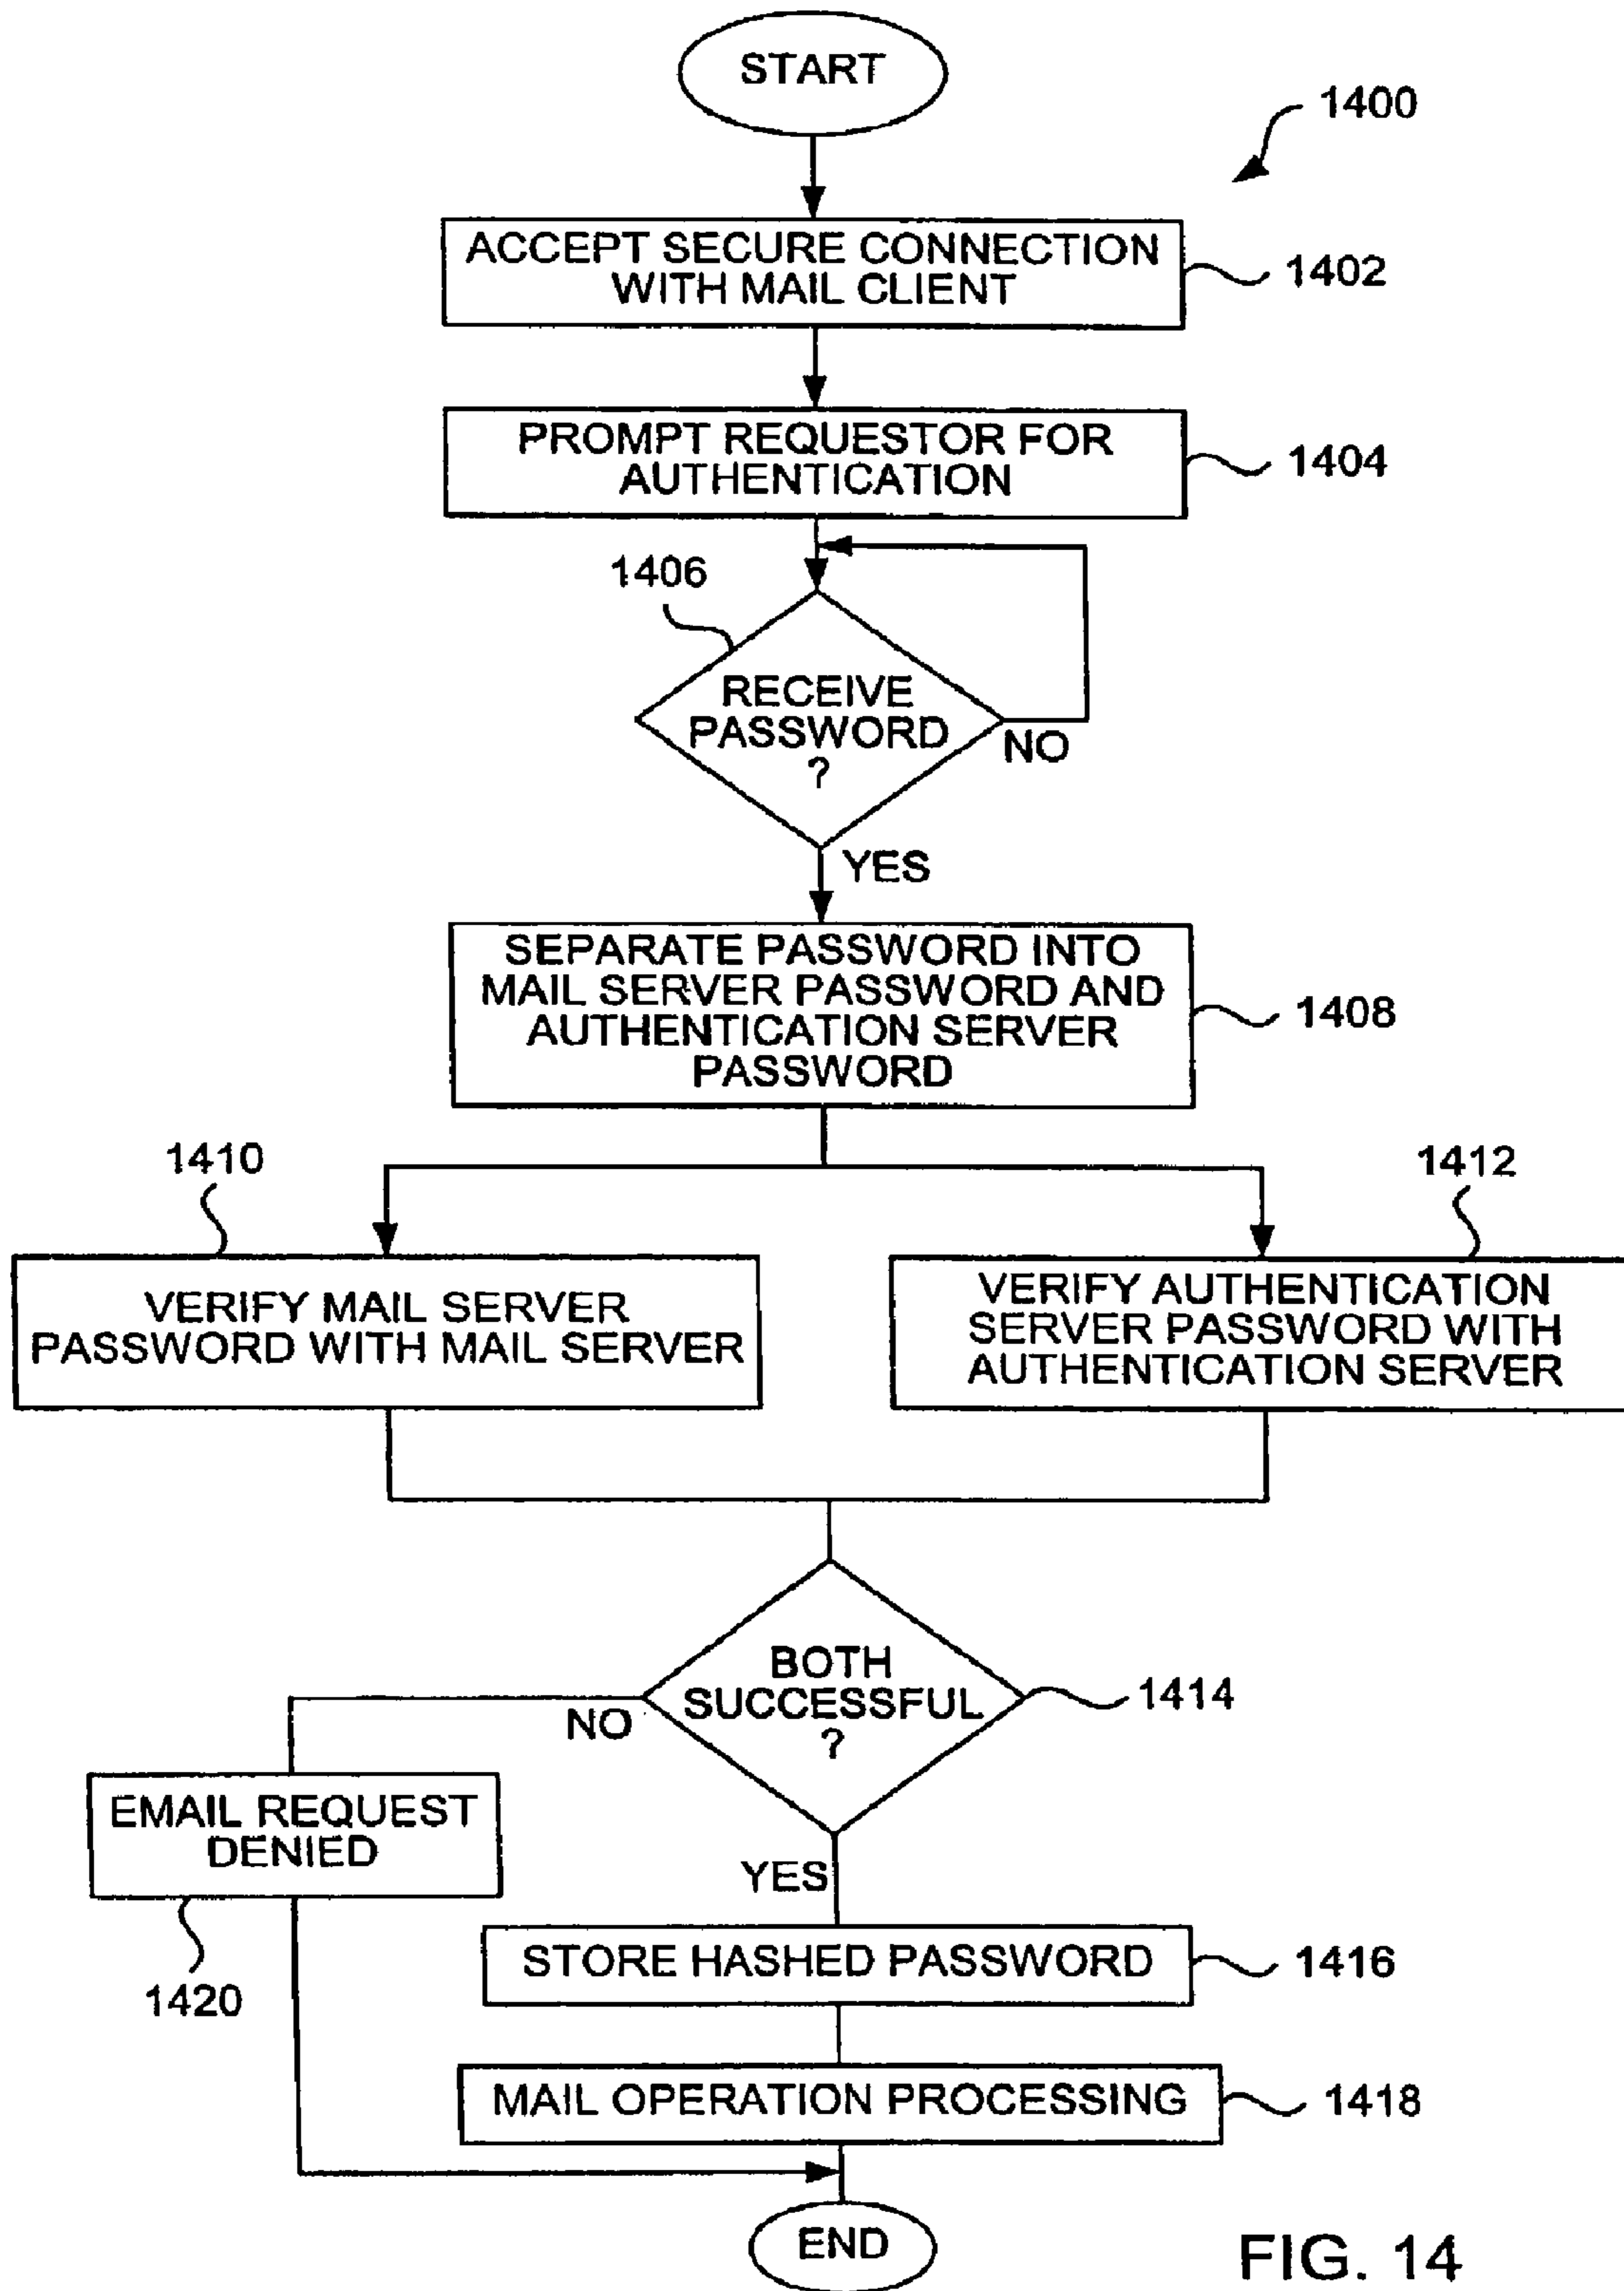 START
1400
ACCEPT SECURE CONNECTION
WITH MAIL CLIENT
1402
PROMPT REQUESTOR FOR
AUTHENTICATION
1404
1406
RECEIVE
PASSWORD
?
NO
YES
SEPARATE PASSWORD INTO
MAIL SERVER PASSWORD AND
AUTHENTICATION SERVER
PASSWORD
1408
1410
1412
VERIFY MAIL SERVER
PASSWORD WITH MAIL SERVER
VERIFY AUTHENTICATION
SERVER PASSWORD WITH
AUTHENTICATION SERVER
BOTH
SUCCESSFUL
?
1414
NO
EMAIL REQUEST
DENIED
YES
1420
STORE HASHED PASSWORD
1416
MAIL OPERATION PROCESSING
1418
END
FIG. 14